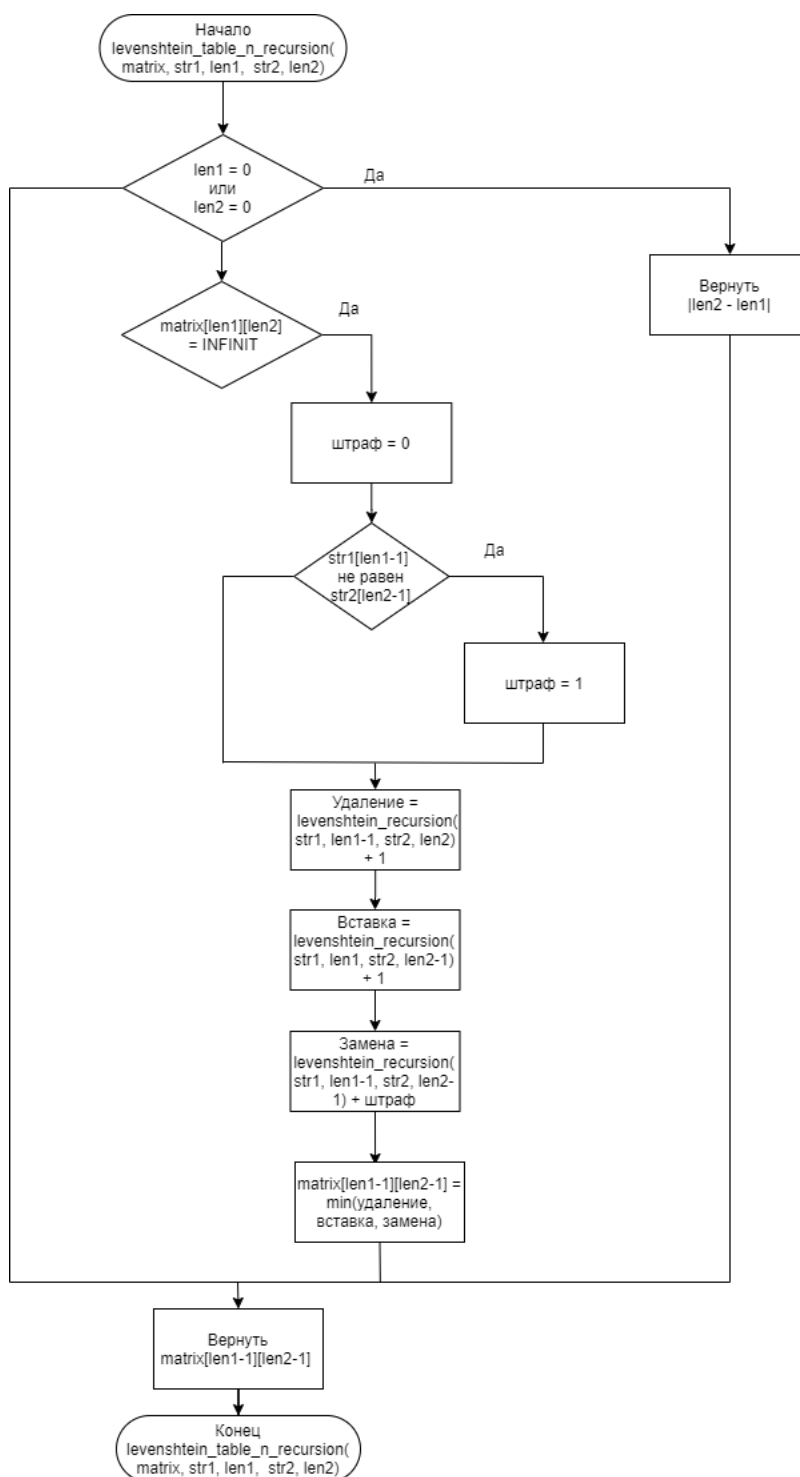 Начало
levenshtein_table_n_recursion(
matrix, str1, len1, str2, len2)
len1 = 0
или
len2 = 0
Да
Вернуть
|len2 - len1|
matrix[len1][len2]
= INFINIT
Да
штраф = 0
str1[len1-1]
не равен
str2[len2-1]
Да
штраф = 1
Удаление =
levenshtein_recursion(
str1, len1-1, str2, len2)
+ 1
Вставка =
levenshtein_recursion(
str1, len1, str2, len2-1)
+ 1
Замена =
levenshtein_recursion(
str1, len1-1, str2, len2-
1) + штраф
matrix[len1-1][len2-1] =
min(удаление,
вставка, замена)
Вернуть
matrix[len1-1][len2-1]
Конец
levenshtein_table_n_recursion(
matrix, str1, len1, str2, len2)